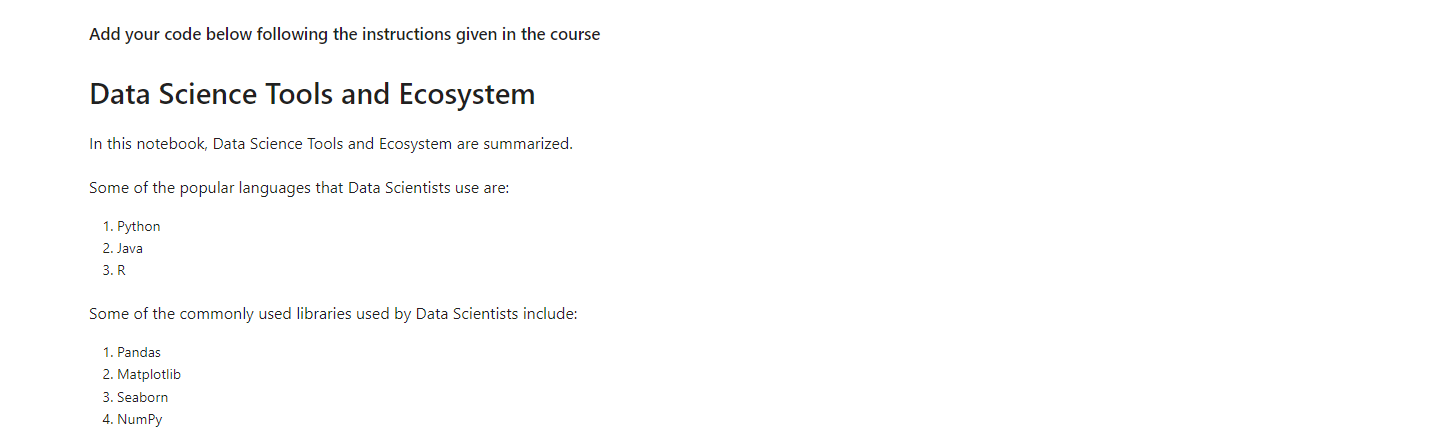 Add your code below following the instructions given in the course
Data Science Tools and Ecosystem
In this notebook, Data Science Tools and Ecosystem are summarized.
Some of the popular languages that Data Scientists use are:
1. Python
2. Java
3. R
Some of the commonly used libraries used by Data Scientists include:
1. Pandas
2. Matplotlib
3. Seaborn
4. NumPy